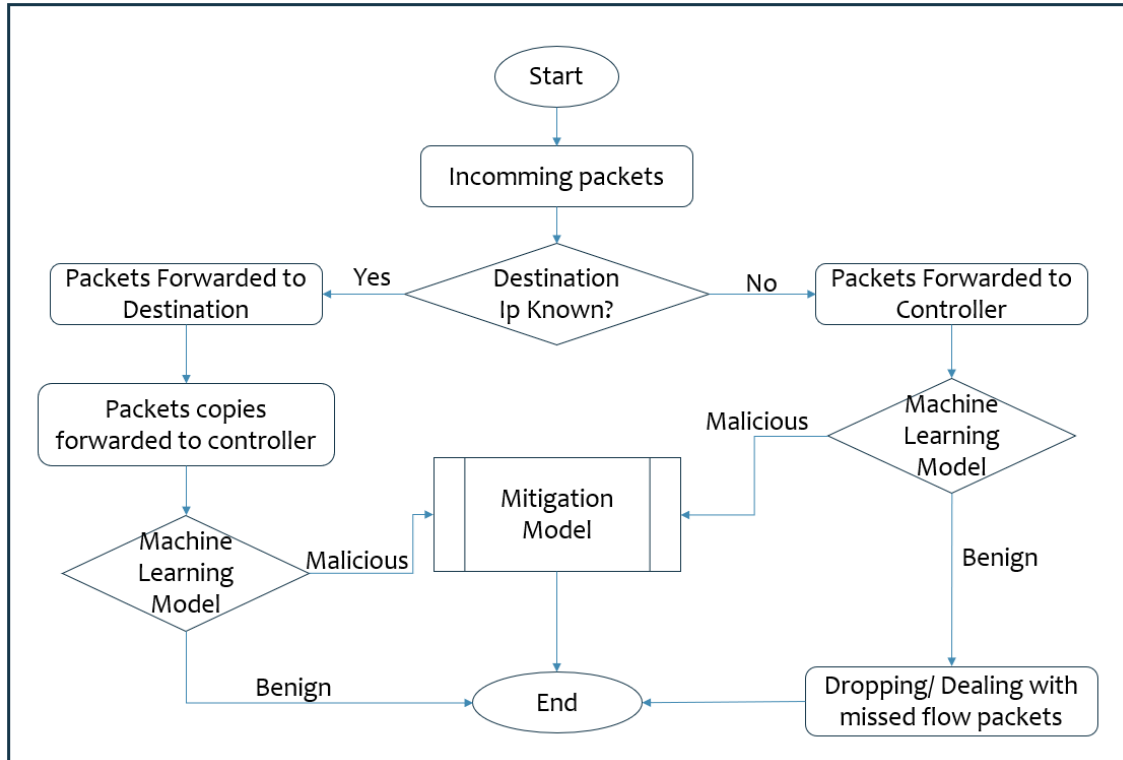 Start
Incomming packets
Destination
Ip Known?
Yes
No
Packets Forwarded to
Destination
Packets Forwarded to
Controller
Packets copies
forwarded to controller
Machine
Learning
Model
Malicious
Mitigation
Model
Machine
Learning
Model
Malicious
Benign
Benign
End
Dropping/ Dealing with
missed flow packets